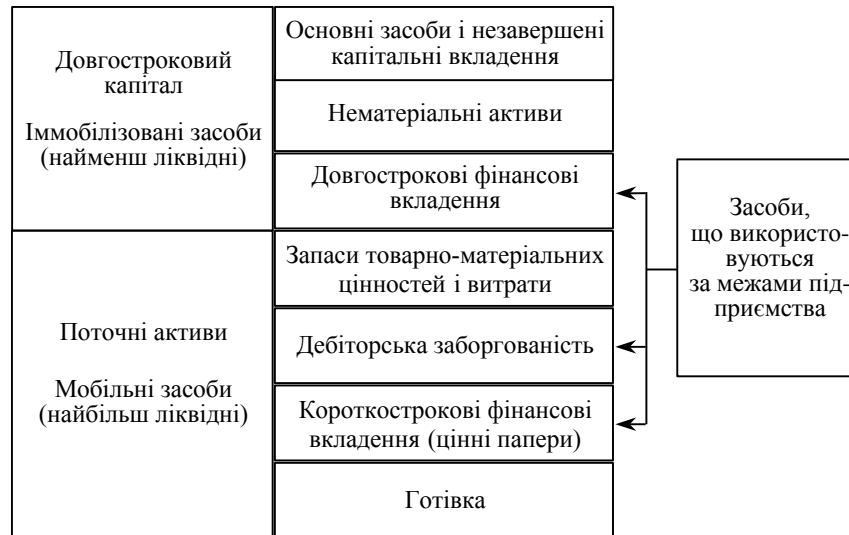 Довгостроковий
капітал
Іммобілізовані засоби
(найменш ліквідні)
Основні засоби і незавершені
капітальні вкладення
Нематеріальні активи
Довгострокові фінансові
вкладення
Поточні активи
Мобільні засоби
(найбільш ліквідні)
Запаси товарно-матеріальних
цінностей і витрати
Дебіторська заборгованість
Короткострокові фінансові
вкладення (цінні папери)
Готівка
Засоби,
що використо-
вуються
за межами під-
приємства